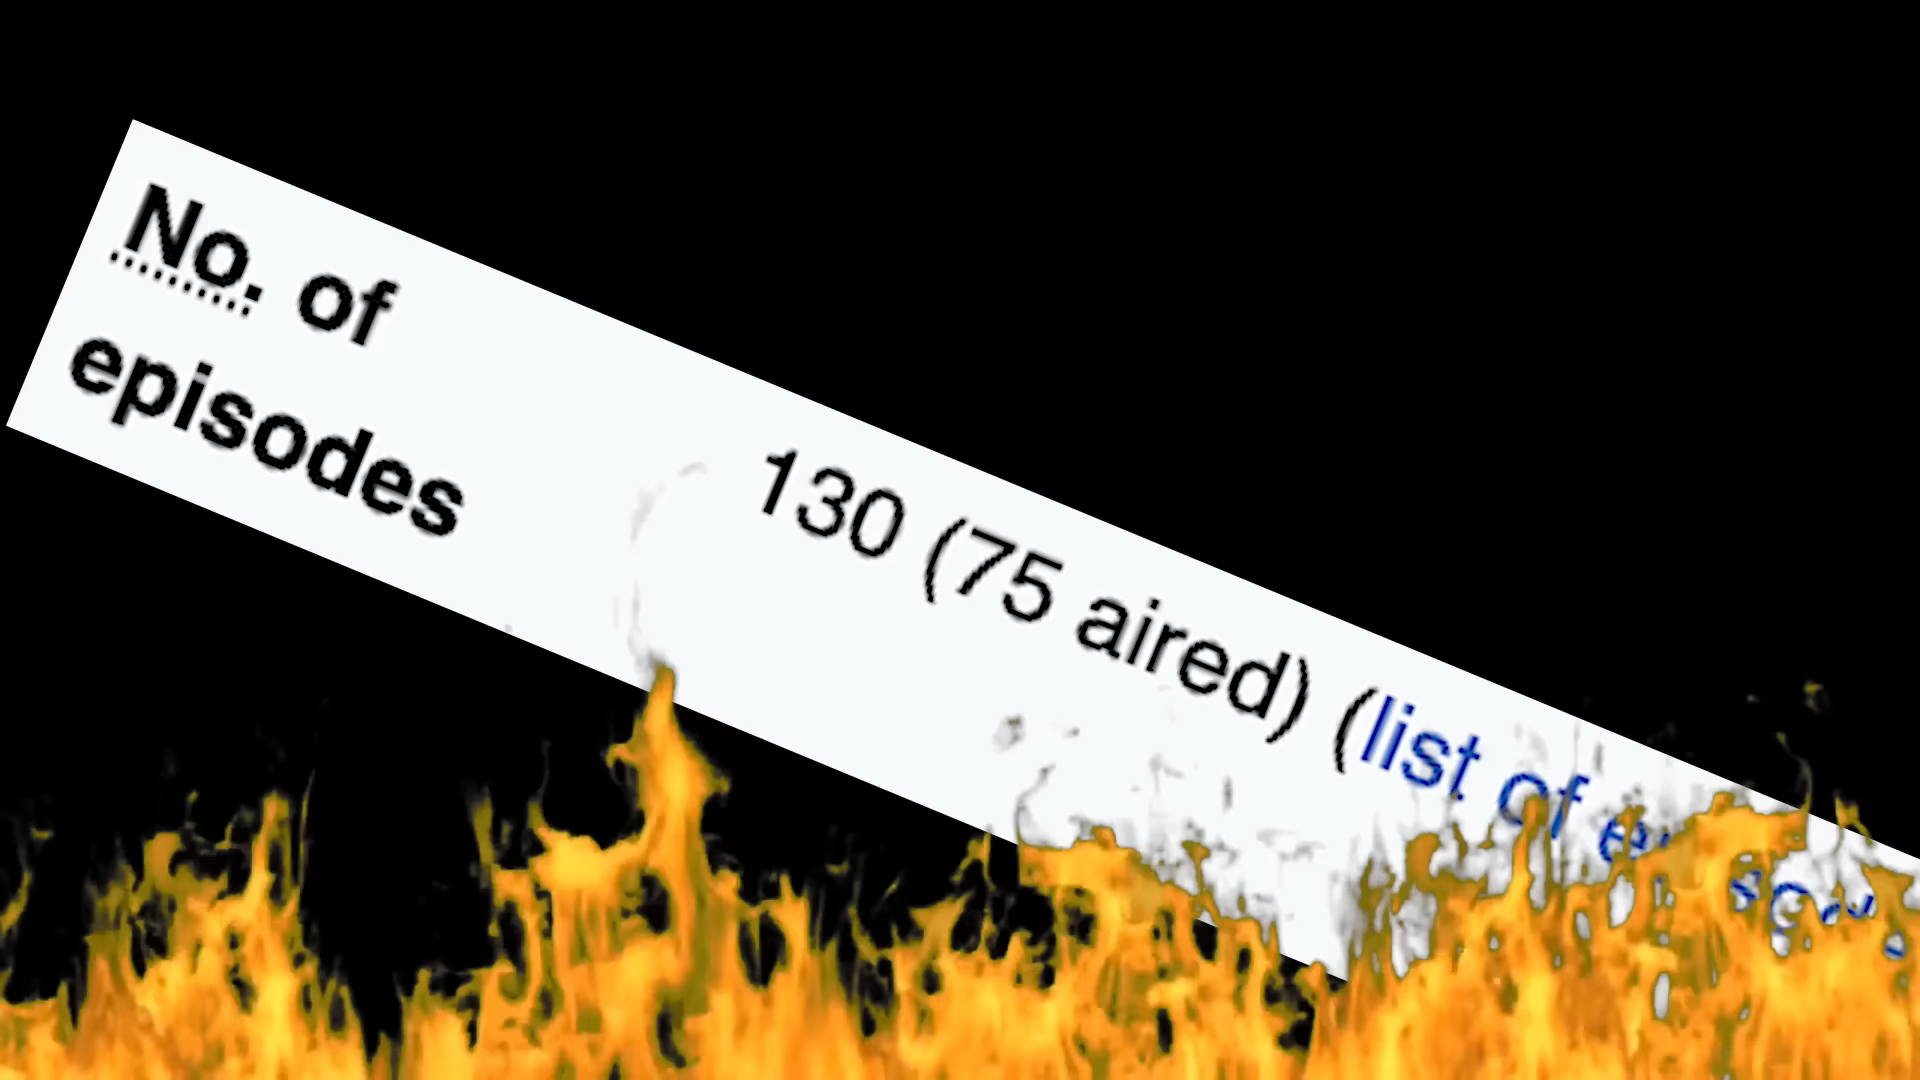 No. of
episodes
130 (75 aired) (list of